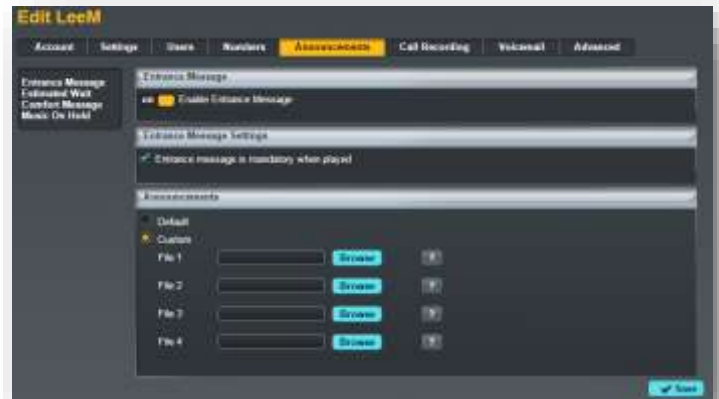 Edit LeeM
Account Settings Users Numbers Announcements Call Recording Voicemail Advanced
Entrance Message
Estimated Wait
Comfort Message
Music On Hold
Entrance Message
Enable Entrance Message
Entrance Message Settings
Entrance message is mandatory when played
Announcements
Default
Custom
File 1 Browse ?
File 2 Browse ?
File 3 Browse ?
File 4 Browse ?
Save